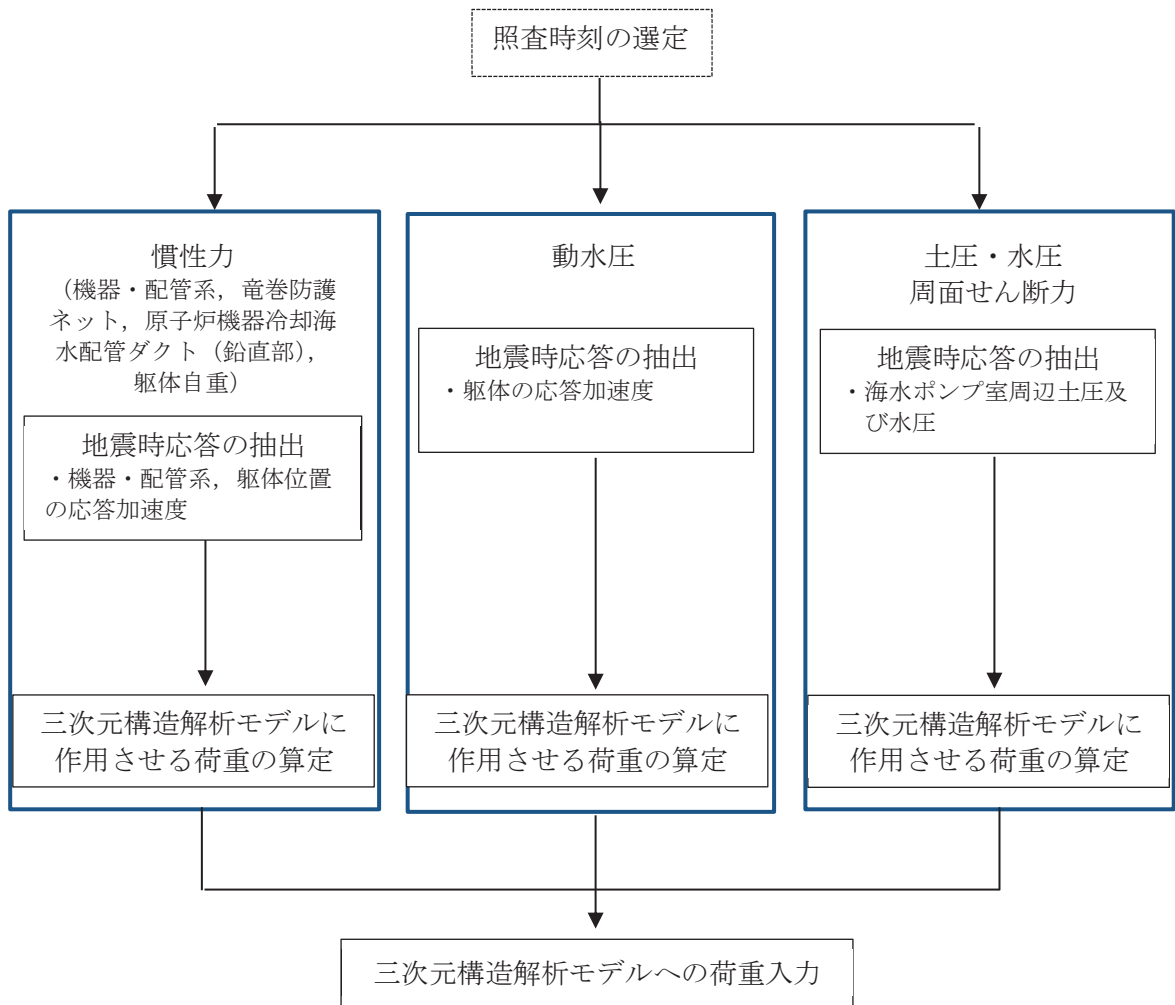 照査時刻の選定
慣性力
（機器・配管系，竜巻防護
ネット，原子炉機器冷却海
水配管ダクト（鉛直部），
躯体自重）
地震時応答の抽出
・機器・配管系，躯体位置
の応答加速度
三次元構造解析モデルに
作用させる荷重の算定
動水圧
地震時応答の抽出
・躯体の応答加速度
三次元構造解析モデルに
作用させる荷重の算定
土圧・水圧
周面せん断力
地震時応答の抽出
・海水ポンプ室周辺土圧及
び水圧
三次元構造解析モデルに
作用させる荷重の算定
三次元構造解析モデルへの荷重入力